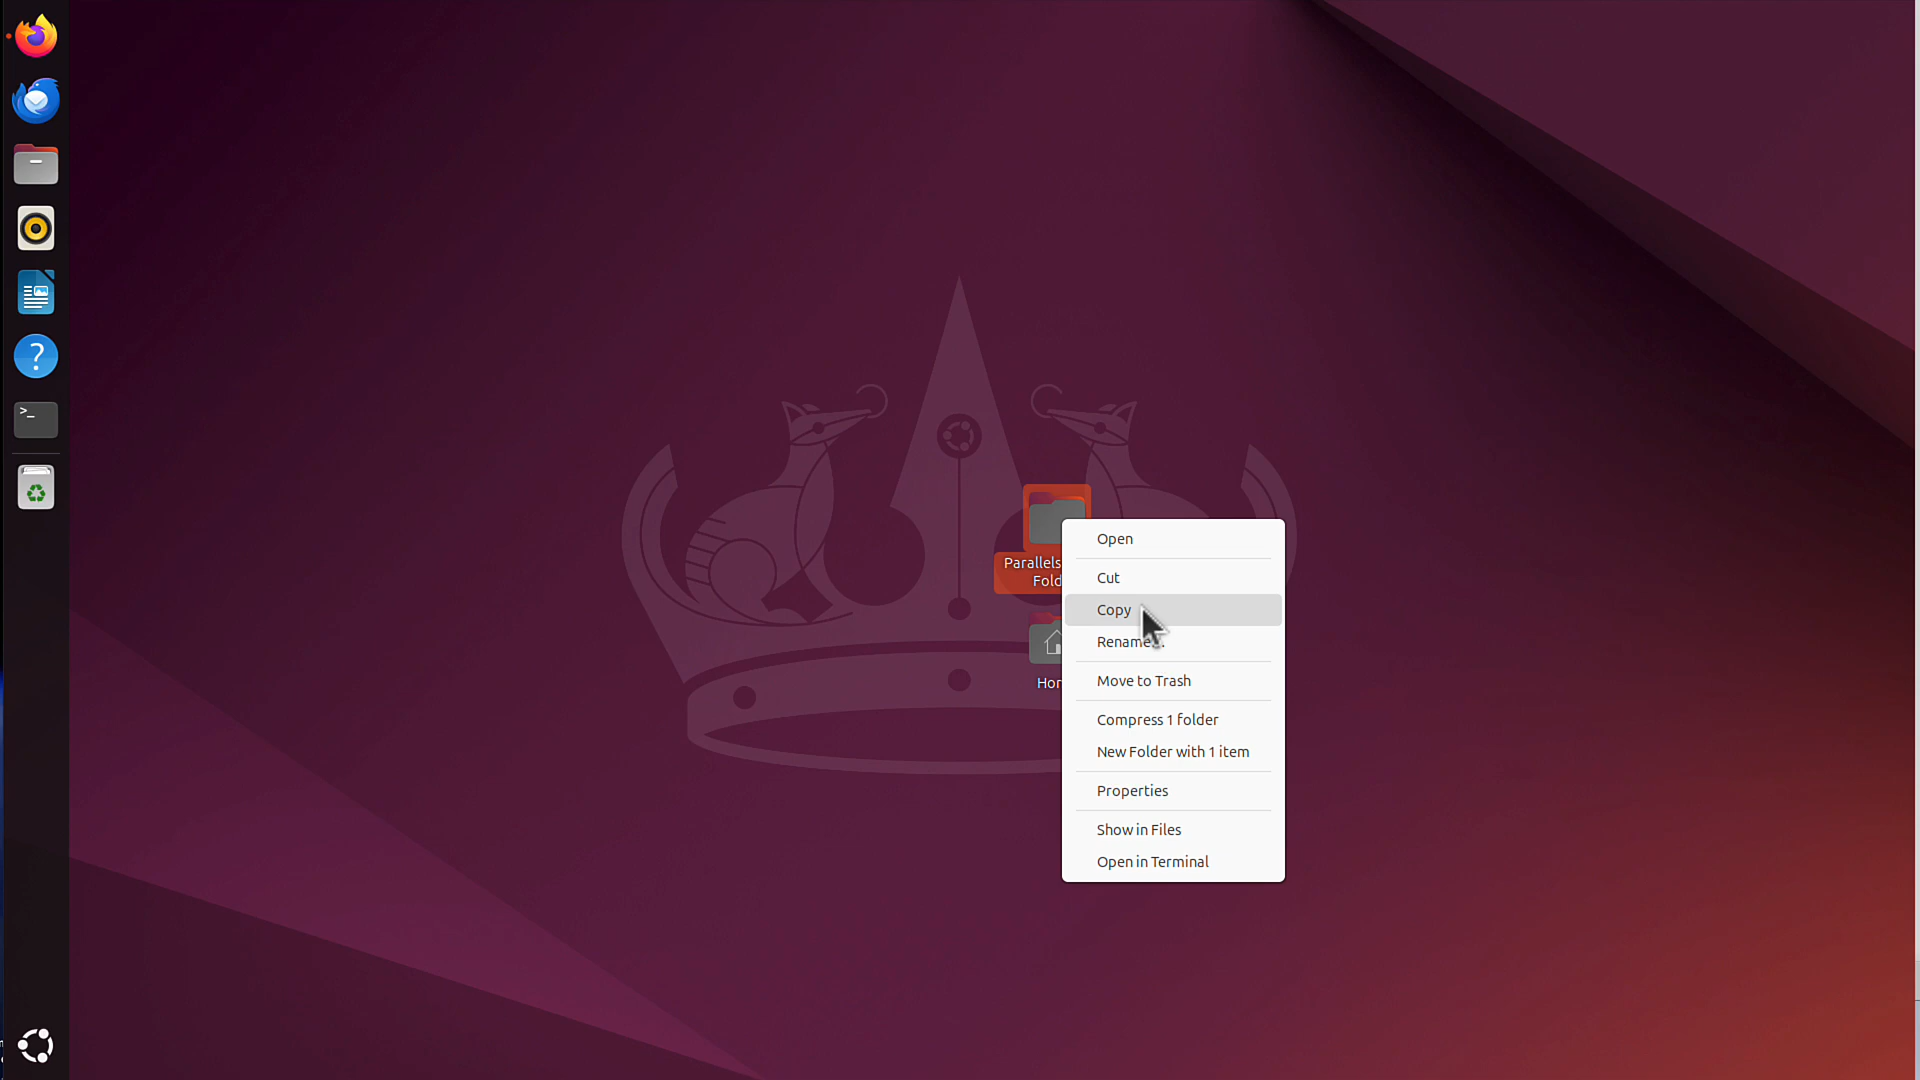 Parallels
Fold
Hor
Open
Cut
Copy
Rename...
Move to Trash
Compress 1 folder
New Folder with 1 item
Properties
Show in Files
Open in Terminal